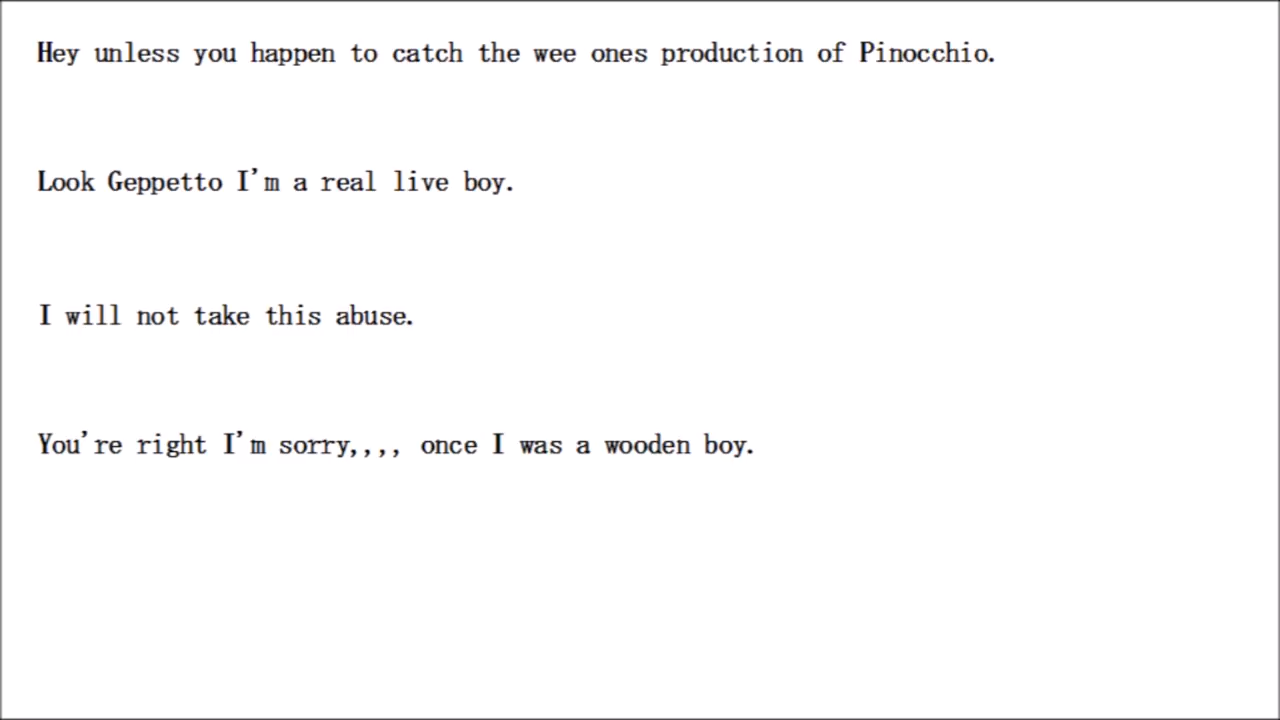 Hey unless you happen to catch the wee ones production of Pinocchio.
Look Geppetto I'm a real live boy.
I will not take this abuse.
You're right I'm sorry,,,, once I was a wooden boy.